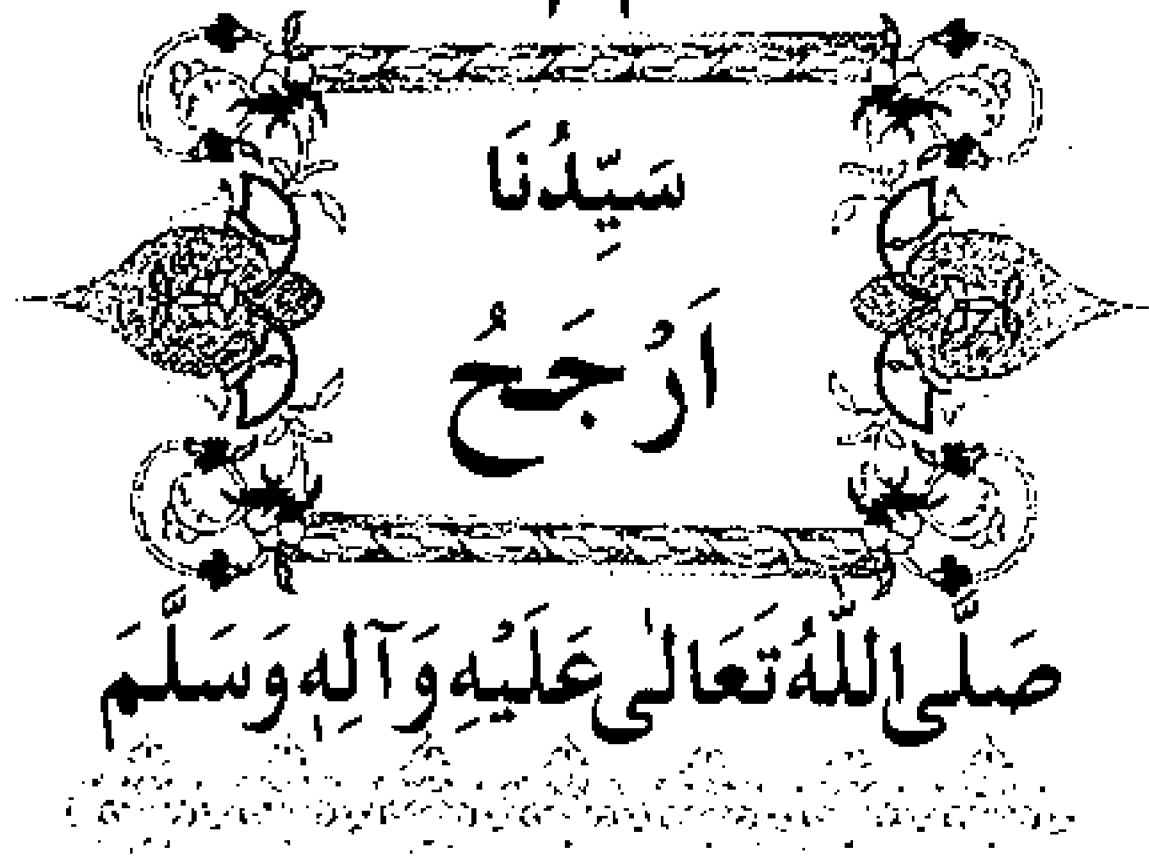 سَيِّدُنَا
اَرْجَحُ
صَلَّى اللّٰهُ تَعَالٰى عَلَيْهِ وَآلِهٖ وَسَلَّمَ